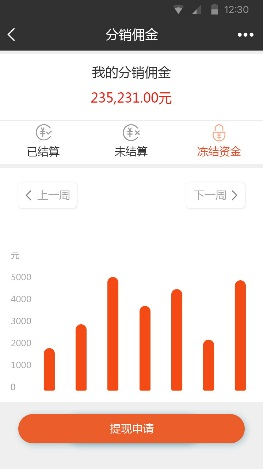 12:30
分销佣金
我的分销佣金
235,231.00元
已结算 未结算 冻结资金
上一周 下一周
元
5000
4000
3000
2000
1000
0
提现申请